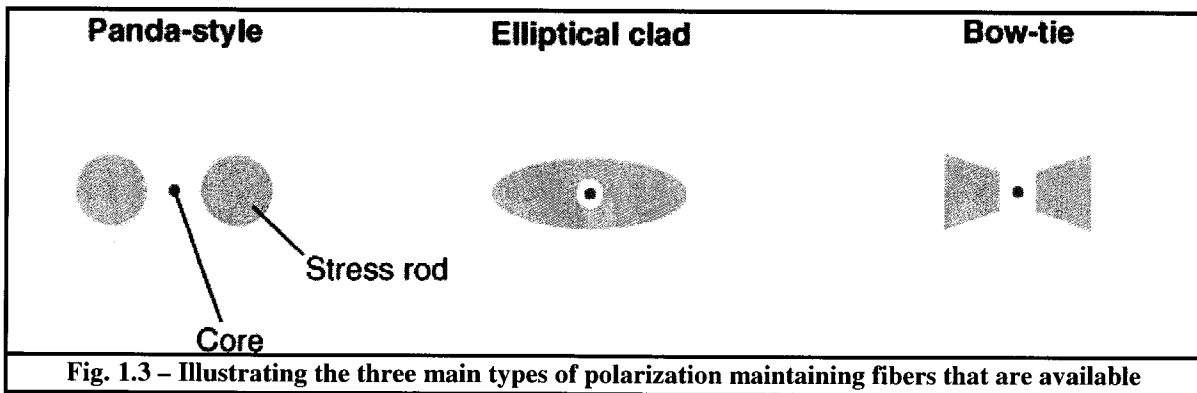 Panda-style Elliptical clad Bow-tie
Stress rod
Core
Fig. 1.3 – Illustrating the three main types of polarization maintaining fibers that are available